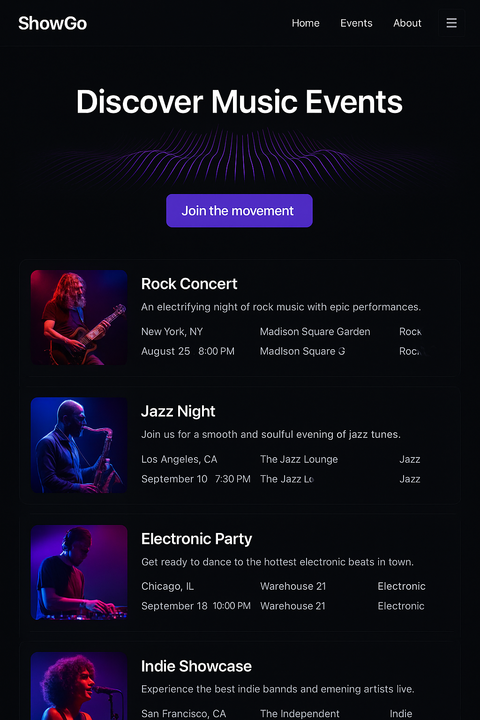 ShowGo
Home Events About
Discover Music Events
Join the movement
Rock Concert
An electrifying night of rock music with epic performances.
New York, NY Madison Square Garden Rock
August 25 8:00 PM Madlson Square G Roc
Jazz Night
Join us for a smooth and soulful evening of jazz tunes.
Los Angeles, CA The Jazz Lounge Jazz
September 10 7:30 PM The Jazz Lo Jazz
Electronic Party
Get ready to dance to the hottest electronic beats in town.
Chicago, IL Warehouse 21 Electronic
September 18 10:00 PM Warehouse 21 Electronic
Indie Showcase
Experience the best indie bannds and emening artists live.
San Francisco, CA The Independent Indie